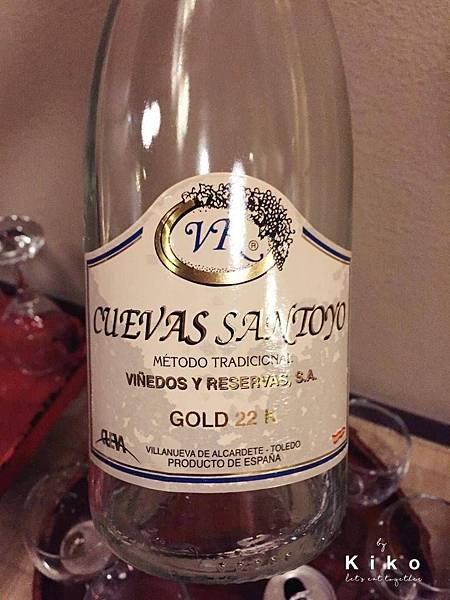 VR ®
CUEVAS SANTOYO
MÉTODO TRADICIONAL
VIÑEDOS Y RESERVAS, S.A.
GOLD 22 K
VILLANUEVA DE ALCARDETE - TOLEDO
PRODUCTO DE ESPAÑA
by
Kiko
let's eat together